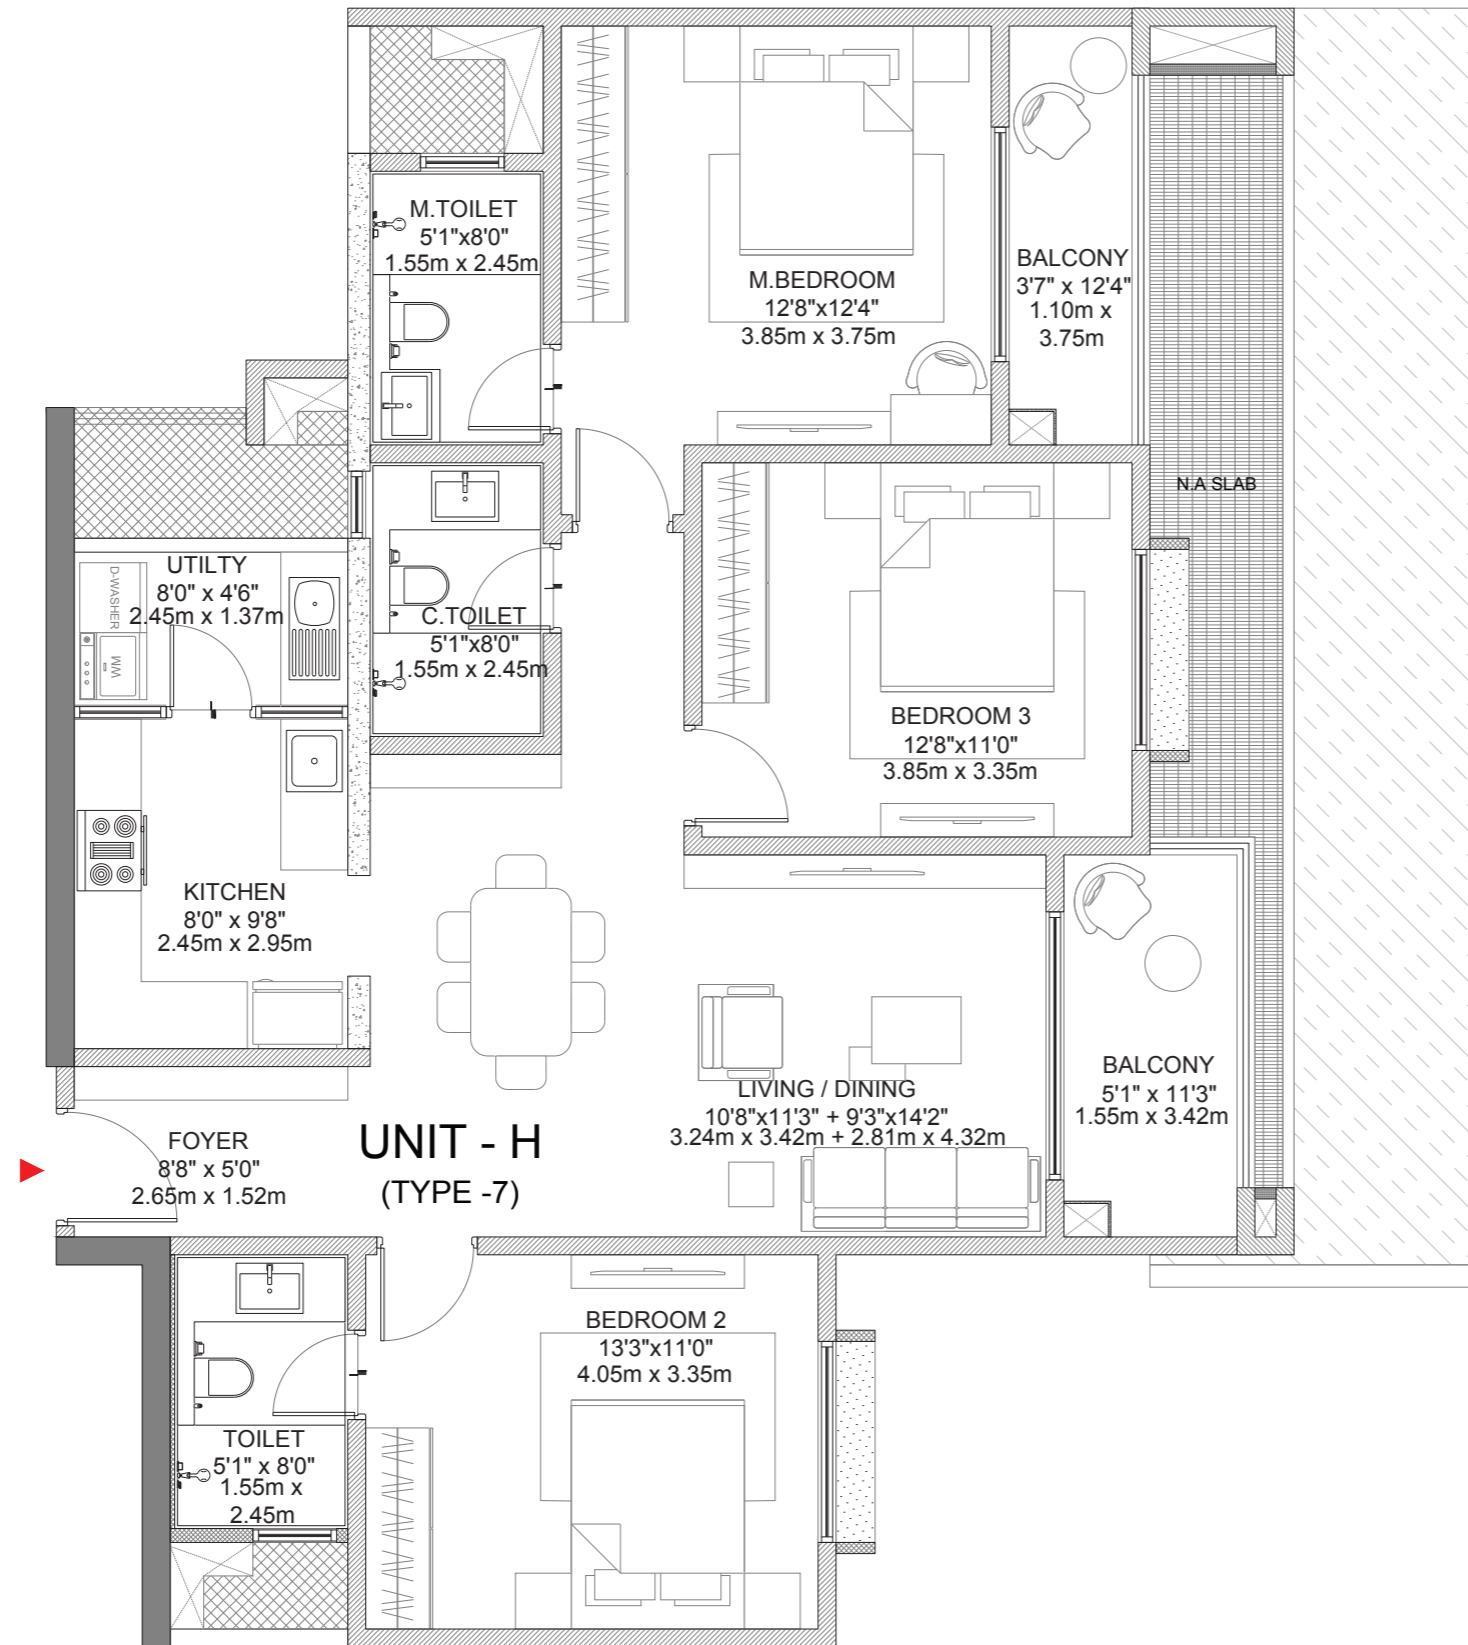 M.TOILET
5'1"x8'0"
1.55m x 2.45m
M.BEDROOM
12'8"x12'4"
3.85m x 3.75m
BALCONY
3'7" x 12'4"
1.10m x
3.75m
N.A SLAB
UTILTY
8'0" x 4'6"
2.45m x 1.37m
D-WASHER
WM
C.TOILET
5'1"x8'0"
1.55m x 2.45m
BEDROOM 3
12'8"x11'0"
3.85m x 3.35m
KITCHEN
8'0" x 9'8"
2.45m x 2.95m
LIVING / DINING
10'8"x11'3" + 9'3"x14'2"
3.24m x 3.42m + 2.81m x 4.32m
BALCONY
5'1" x 11'3"
1.55m x 3.42m
FOYER
8'8" x 5'0"
2.65m x 1.52m
UNIT - H
(TYPE -7)
BEDROOM 2
13'3"x11'0"
4.05m x 3.35m
TOILET
5'1" x 8'0"
1.55m x
2.45m